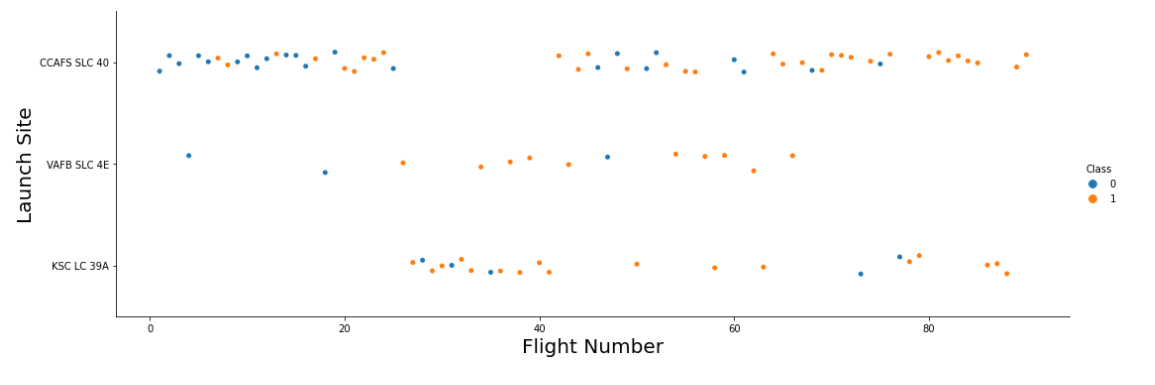 CCAFS SLC 40
VAFB SLC 4E
KSC LC 39A
Launch Site
0 20 40 60 80
Flight Number
Class
0
1